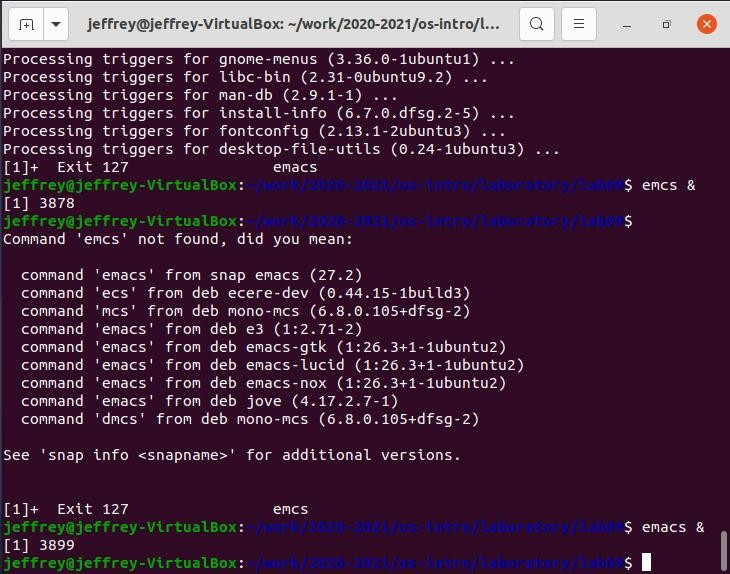 jeffrey@jeffrey-VirtualBox: ~/work/2020-2021/os-intro/l...
Processing triggers for gnome-menus (3.36.0-1ubuntu1) ...
Processing triggers for libc-bin (2.31-0ubuntu9.2) ...
Processing triggers for man-db (2.9.1-1) ...
Processing triggers for install-info (6.7.0.dfsg.2-5) ...
Processing triggers for fontconfig (2.13.1-2ubuntu3) ...
Processing triggers for desktop-file-utils (0.24-1ubuntu3) ...
[1]+  Exit 127                emacs
jeffrey@jeffrey-VirtualBox:~/work/2020-2021/os-intro/laboratory/lab09$ emcs &
[1] 3878
jeffrey@jeffrey-VirtualBox:~/work/2020-2021/os-intro/laboratory/lab09$
Command 'emcs' not found, did you mean:
  command 'emacs' from snap emacs (27.2)
  command 'ecs' from deb ecere-dev (0.44.15-1build3)
  command 'mcs' from deb mono-mcs (6.8.0.105+dfsg-2)
  command 'emacs' from deb e3 (1:2.71-2)
  command 'emacs' from deb emacs-gtk (1:26.3+1-1ubuntu2)
  command 'emacs' from deb emacs-lucid (1:26.3+1-1ubuntu2)
  command 'emacs' from deb emacs-nox (1:26.3+1-1ubuntu2)
  command 'emacs' from deb jove (4.17.2.7-1)
  command 'dmcs' from deb mono-mcs (6.8.0.105+dfsg-2)
See 'snap info <snapname>' for additional versions.
[1]+  Exit 127                emcs
jeffrey@jeffrey-VirtualBox:~/work/2020-2021/os-intro/laboratory/lab09$ emacs &
[1] 3899
jeffrey@jeffrey-VirtualBox:~/work/2020-2021/os-intro/laboratory/lab09$